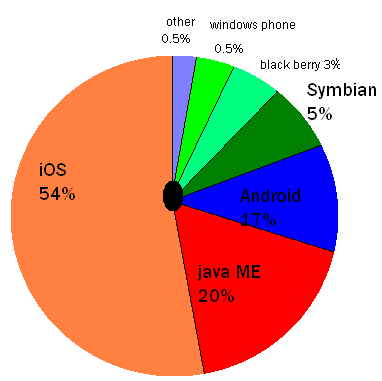 other
0.5%
windows phone
0.5%
black berry 3%
Symbian
5%
iOS
54%
Android
17%
java ME
20%